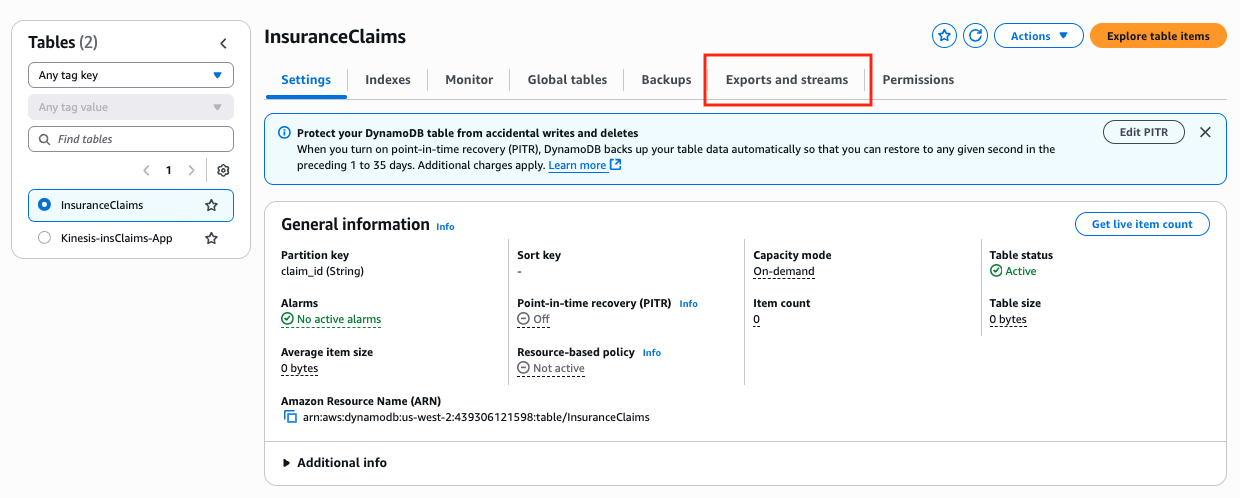 Tables (2)
Any tag key
Any tag value
Find tables
1
InsuranceClaims
Kinesis-insClaims-App
InsuranceClaims
Actions
Explore table items
Settings
Indexes
Monitor
Global tables
Backups
Exports and streams
Permissions
Protect your DynamoDB table from accidental writes and deletes
When you turn on point-in-time recovery (PITR), DynamoDB backs up your table data automatically so that you can restore to any given second in the
preceding 1 to 35 days. Additional charges apply. Learn more
Edit PITR
General information Info
Get live item count
Partition key
claim_id (String)
Sort key
-
Capacity mode
On-demand
Table status
Active
Alarms
No active alarms
Point-in-time recovery (PITR) Info
Off
Item count
0
Table size
0 bytes
Average item size
0 bytes
Resource-based policy Info
Not active
Amazon Resource Name (ARN)
arn:aws:dynamodb:us-west-2:439306121598:table/InsuranceClaims
Additional info